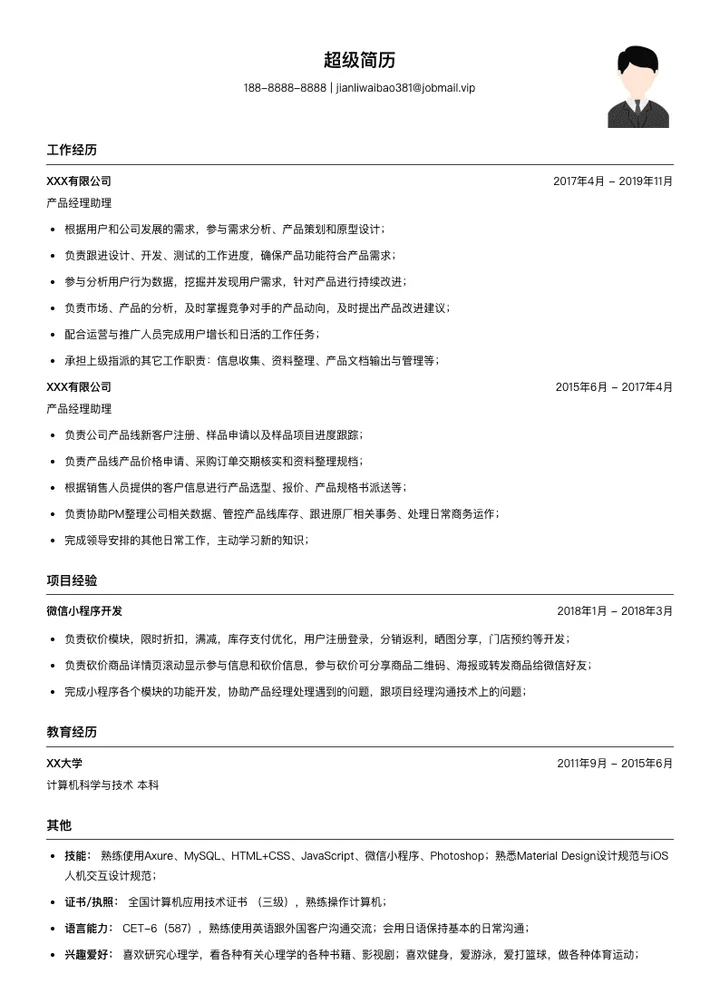 超级简历
188-8888-8888 | jianliwaibao381@jobmail.vip
工作经历
XXX有限公司 2017年4月 – 2019年11月
产品经理助理
• 根据用户和公司发展的需求，参与需求分析、产品策划和原型设计；
• 负责跟进设计、开发、测试的工作进度，确保产品功能符合产品需求；
• 参与分析用户行为数据，挖掘并发现用户需求，针对产品进行持续改进；
• 负责市场、产品的分析，及时掌握竞争对手的产品动向，及时提出产品改进建议；
• 配合运营与推广人员完成用户增长和日活的工作任务；
• 承担上级指派的其它工作职责：信息收集、资料整理、产品文档输出与管理等；
XXX有限公司 2015年6月 – 2017年4月
产品经理助理
• 负责公司产品线新客户注册、样品申请以及样品项目进度跟踪；
• 负责产品线产品价格申请、采购订单交期核实和资料整理规档；
• 根据销售人员提供的客户信息进行产品选型、报价、产品规格书派送等；
• 负责协助PM整理公司相关数据、管控产品线库存、跟进原厂相关事务、处理日常商务运作；
• 完成领导安排的其他日常工作，主动学习新的知识；
项目经验
微信小程序开发 2018年1月 – 2018年3月
• 负责砍价模块，限时折扣，满减，库存支付优化，用户注册登录，分销返利，晒图分享，门店预约等开发；
• 负责砍价商品详情页滚动显示参与信息和砍价信息，参与砍价可分享商品二维码、海报或转发商品给微信好友；
• 完成小程序各个模块的功能开发，协助产品经理处理遇到的问题，跟项目经理沟通技术上的问题；
教育经历
XX大学 2011年9月 – 2015年6月
计算机科学与技术 本科
其他
• 技能： 熟练使用Axure、MySQL、HTML+CSS、JavaScript、微信小程序、Photoshop；熟悉Material Design设计规范与iOS
人机交互设计规范；
• 证书/执照： 全国计算机应用技术证书 （三级），熟练操作计算机；
• 语言能力： CET-6（587），熟练使用英语跟外国客户沟通交流；会用日语保持基本的日常沟通；
• 兴趣爱好： 喜欢研究心理学，看各种有关心理学的各种书籍、影视剧；喜欢健身，爱游泳，爱打篮球，做各种体育运动；